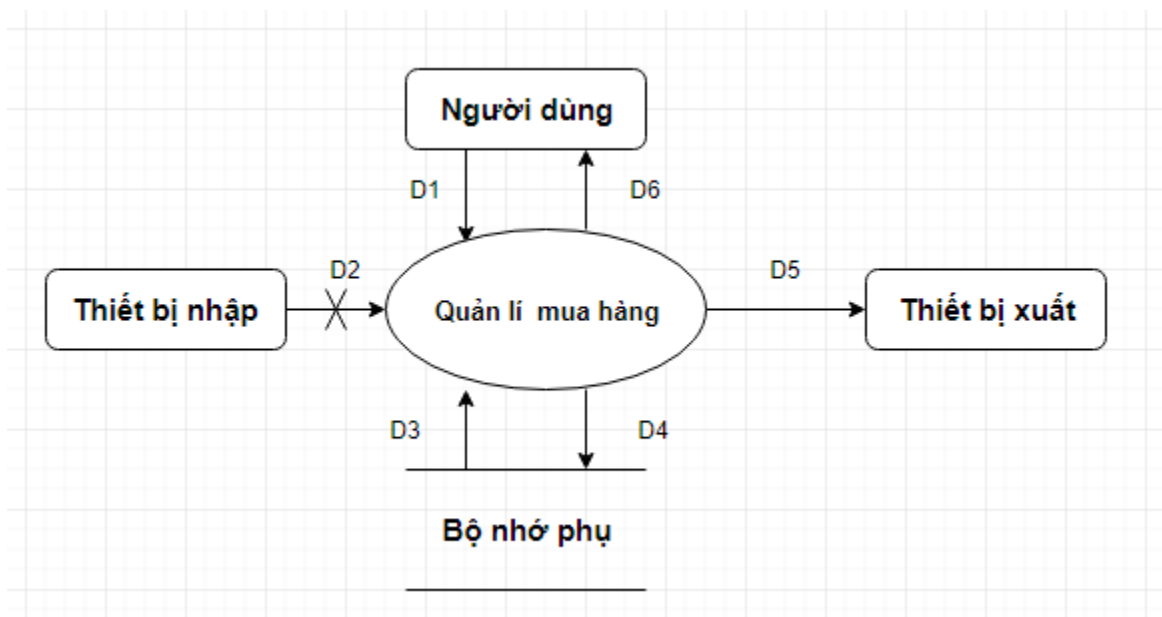 Người dùng
D1
D6
D2
D5
Thiết bị nhập
Quản lí mua hàng
Thiết bị xuất
D3
D4
Bộ nhớ phụ